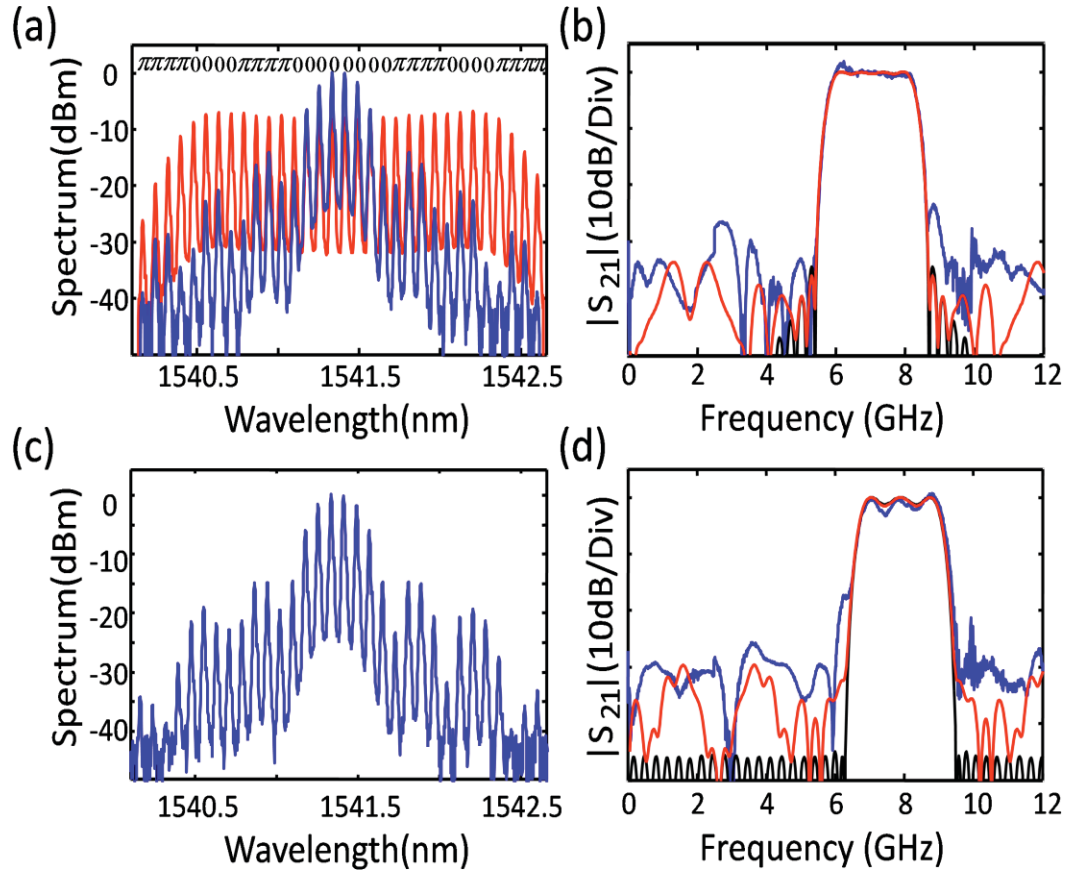 (a)
ππππ0000ππππ00000000ππππ0000ππππ
0
-10
-20
-30
-40
Spectrum(dBm)
1540.5 1541.5 1542.5
Wavelength(nm)
(b)
|S21| (10dB/Div)
0 2 4 6 8 10 12
Frequency (GHz)
(c)
0
-10
-20
-30
-40
Spectrum(dBm)
1540.5 1541.5 1542.5
Wavelength(nm)
(d)
|S21| (10dB/Div)
0 2 4 6 8 10 12
Frequency (GHz)